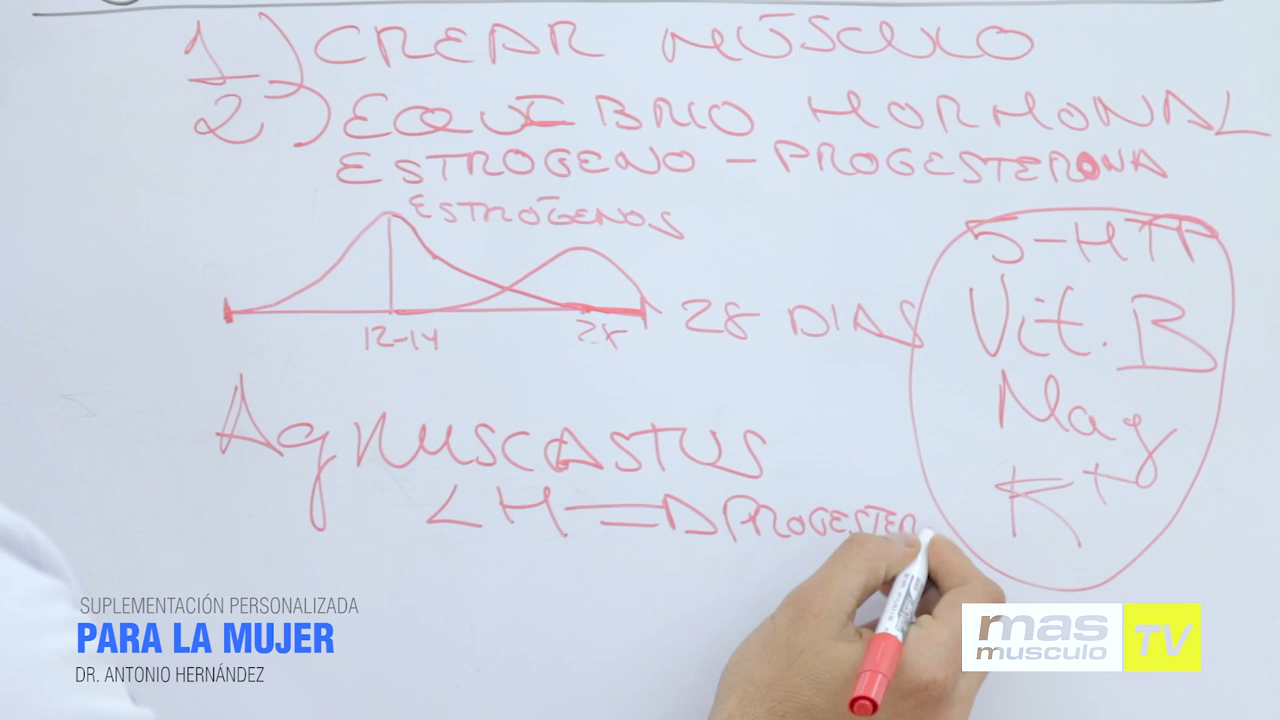 1) CREAR MÚSCULO
2) EQUIBRIO HORMONAL
ESTROGENO - PROGESTERONA
ESTRÓGENOS
12-14
28
28 DIAS
5-HTP
Vit. B
Mag
K+
Agnuscastus
LH => PROGESTER
SUPLEMENTACIÓN PERSONALIZADA
PARA LA MUJER
DR. ANTONIO HERNÁNDEZ
mas
musculo
TV